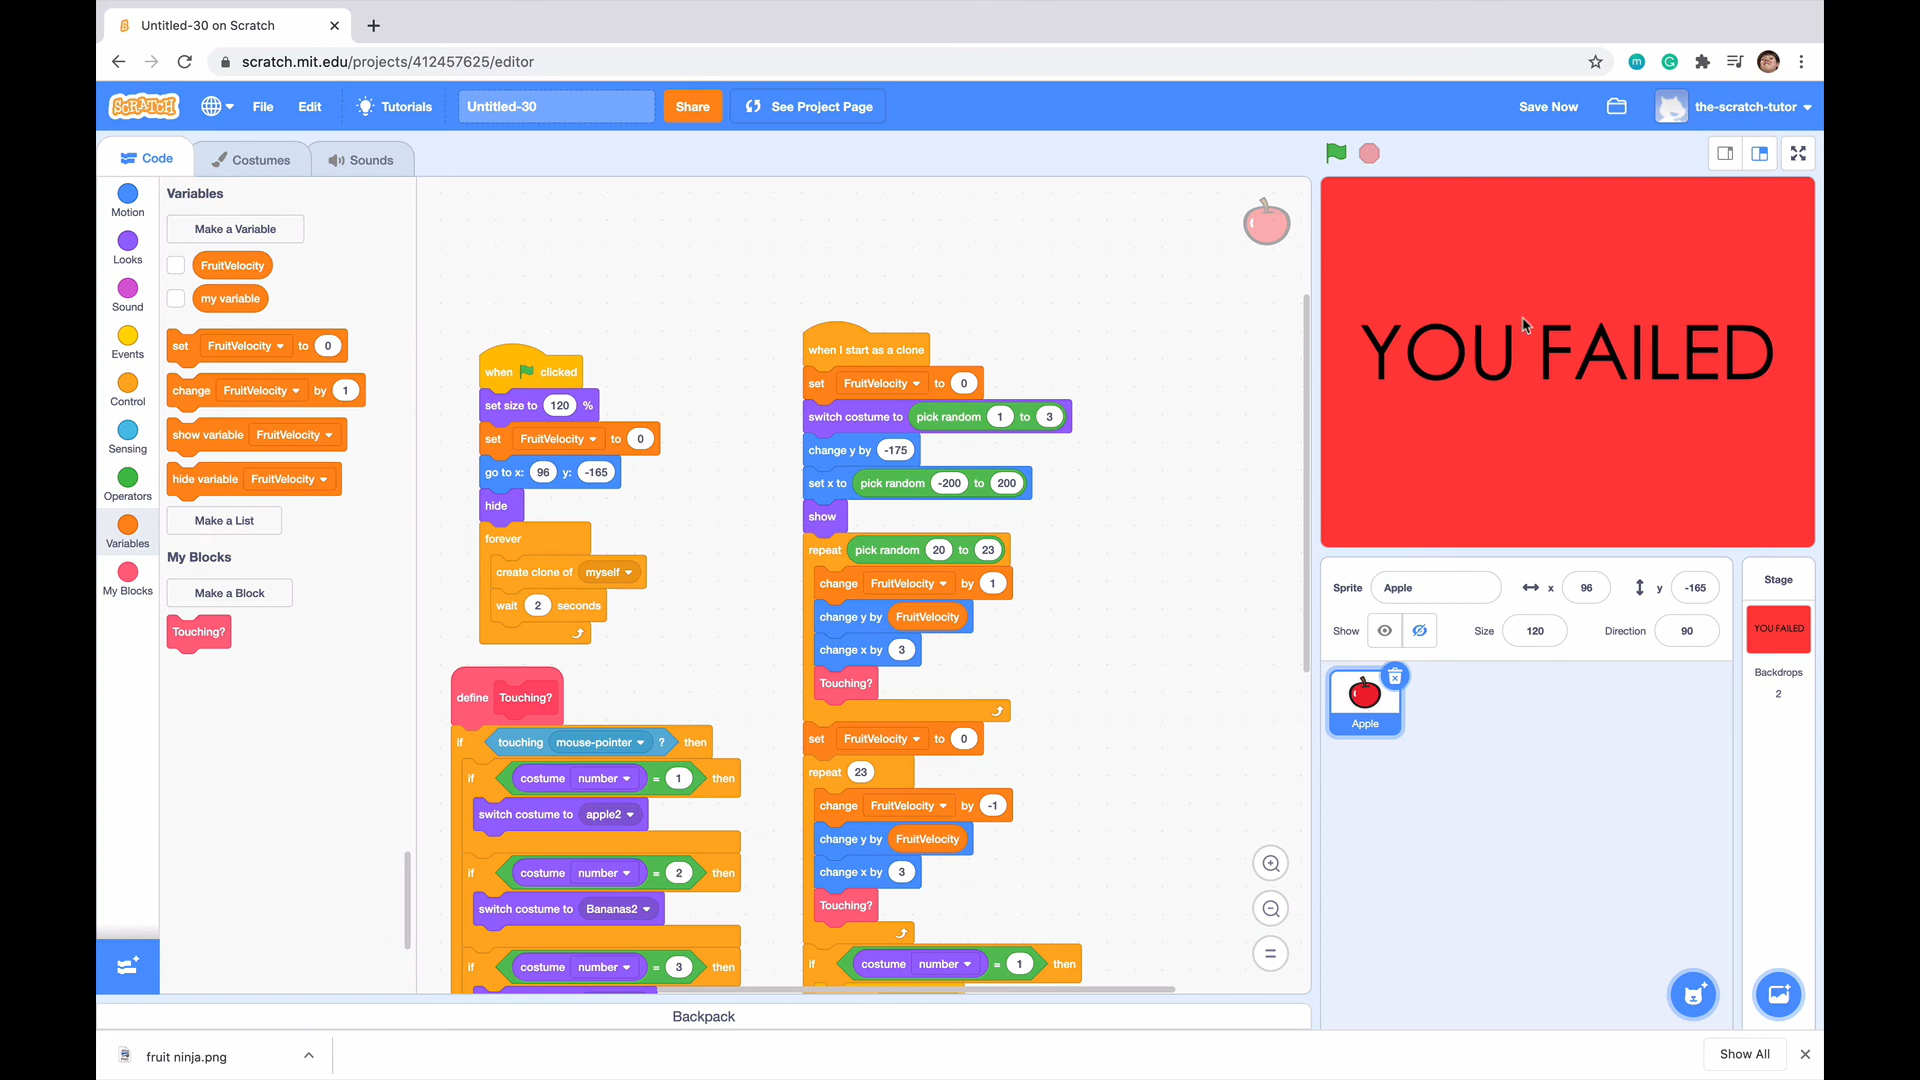 Untitled-30 on Scratch
scratch.mit.edu/projects/412457625/editor
SCRATCH
File
Edit
Tutorials
Untitled-30
Share
See Project Page
Save Now
the-scratch-tutor
Code
Costumes
Sounds
Motion
Looks
Sound
Events
Control
Sensing
Operators
Variables
My Blocks
Variables
Make a Variable
FruitVelocity
my variable
set FruitVelocity to 0
change FruitVelocity by 1
show variable FruitVelocity
hide variable FruitVelocity
Make a List
My Blocks
Make a Block
Touching?
when clicked
set size to 120 %
set FruitVelocity to 0
go to x: 96 y: -165
hide
forever
create clone of myself
wait 2 seconds
define Touching?
if touching mouse-pointer ? then
if costume number = 1 then
switch costume to apple2
if costume number = 2 then
switch costume to Bananas2
if costume number = 3 then
when I start as a clone
set FruitVelocity to 0
switch costume to pick random 1 to 3
change y by -175
set x to pick random -200 to 200
show
repeat pick random 20 to 23
change FruitVelocity by 1
change y by FruitVelocity
change x by 3
Touching?
set FruitVelocity to 0
repeat 23
change FruitVelocity by -1
change y by FruitVelocity
change x by 3
Touching?
if costume number = 1 then
YOU FAILED
Sprite Apple x 96 y -165
Show Size 120 Direction 90
Apple
Stage
YOU FAILED
Backdrops
2
Backpack
fruit ninja.png
Show All